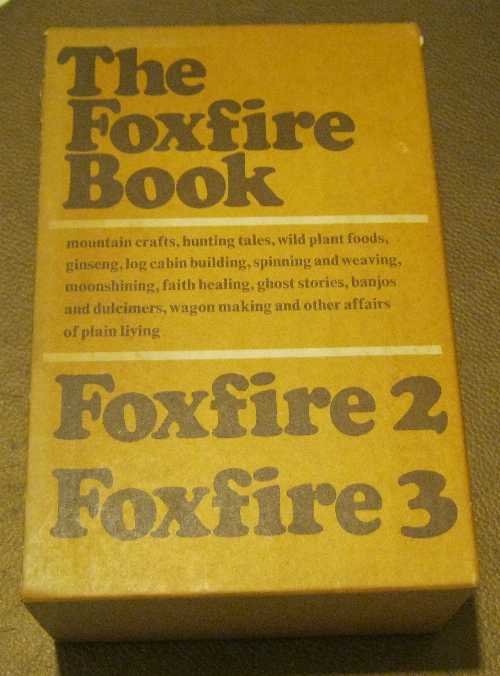 The
Foxfire
Book
mountain crafts, hunting tales, wild plant foods,
ginseng, log cabin building, spinning and weaving,
moonshining, faith healing, ghost stories, banjos
and dulcimers, wagon making and other affairs
of plain living
Foxfire 2
Foxfire 3